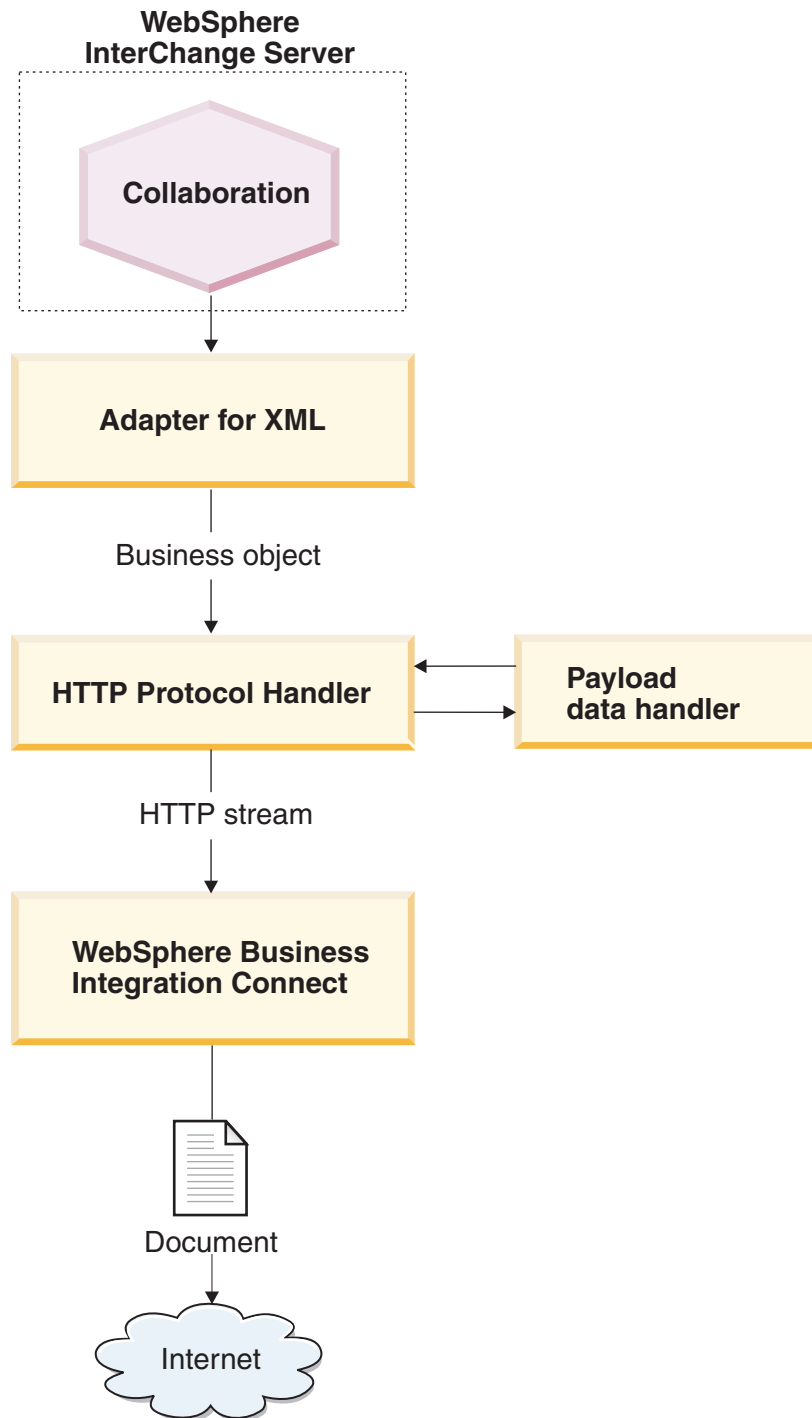 WebSphere
InterChange Server
Collaboration
Adapter for XML
Business object
HTTP Protocol Handler
Payload
data handler
HTTP stream
WebSphere Business
Integration Connect
Document
Internet